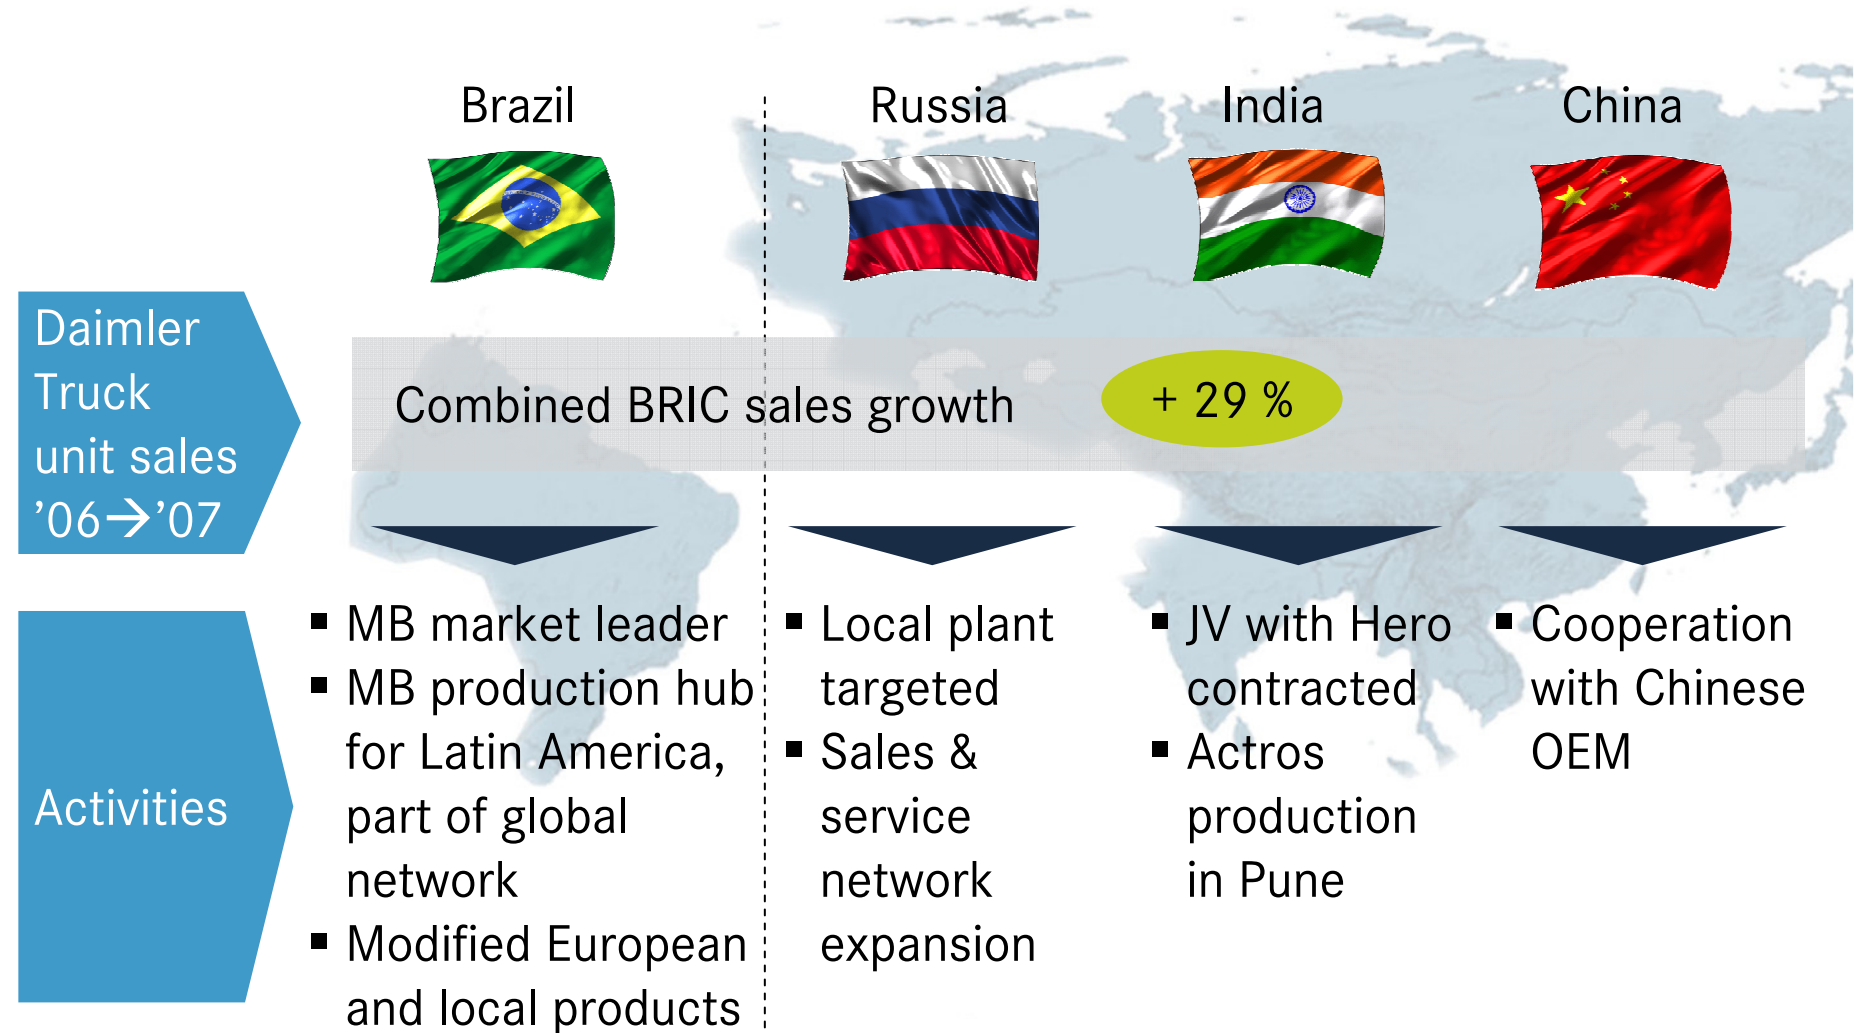 Brazil
Russia
India
China
Daimler
Truck
unit sales
’06→’07
Combined BRIC sales growth
+ 29 %
Activities
▪ MB market leader
▪ MB production hub
for Latin America,
part of global
network
▪ Modified European
and local products
▪ Local plant
targeted
▪ Sales &
service
network
expansion
▪ JV with Hero
contracted
▪ Actros
production
in Pune
▪ Cooperation
with Chinese
OEM